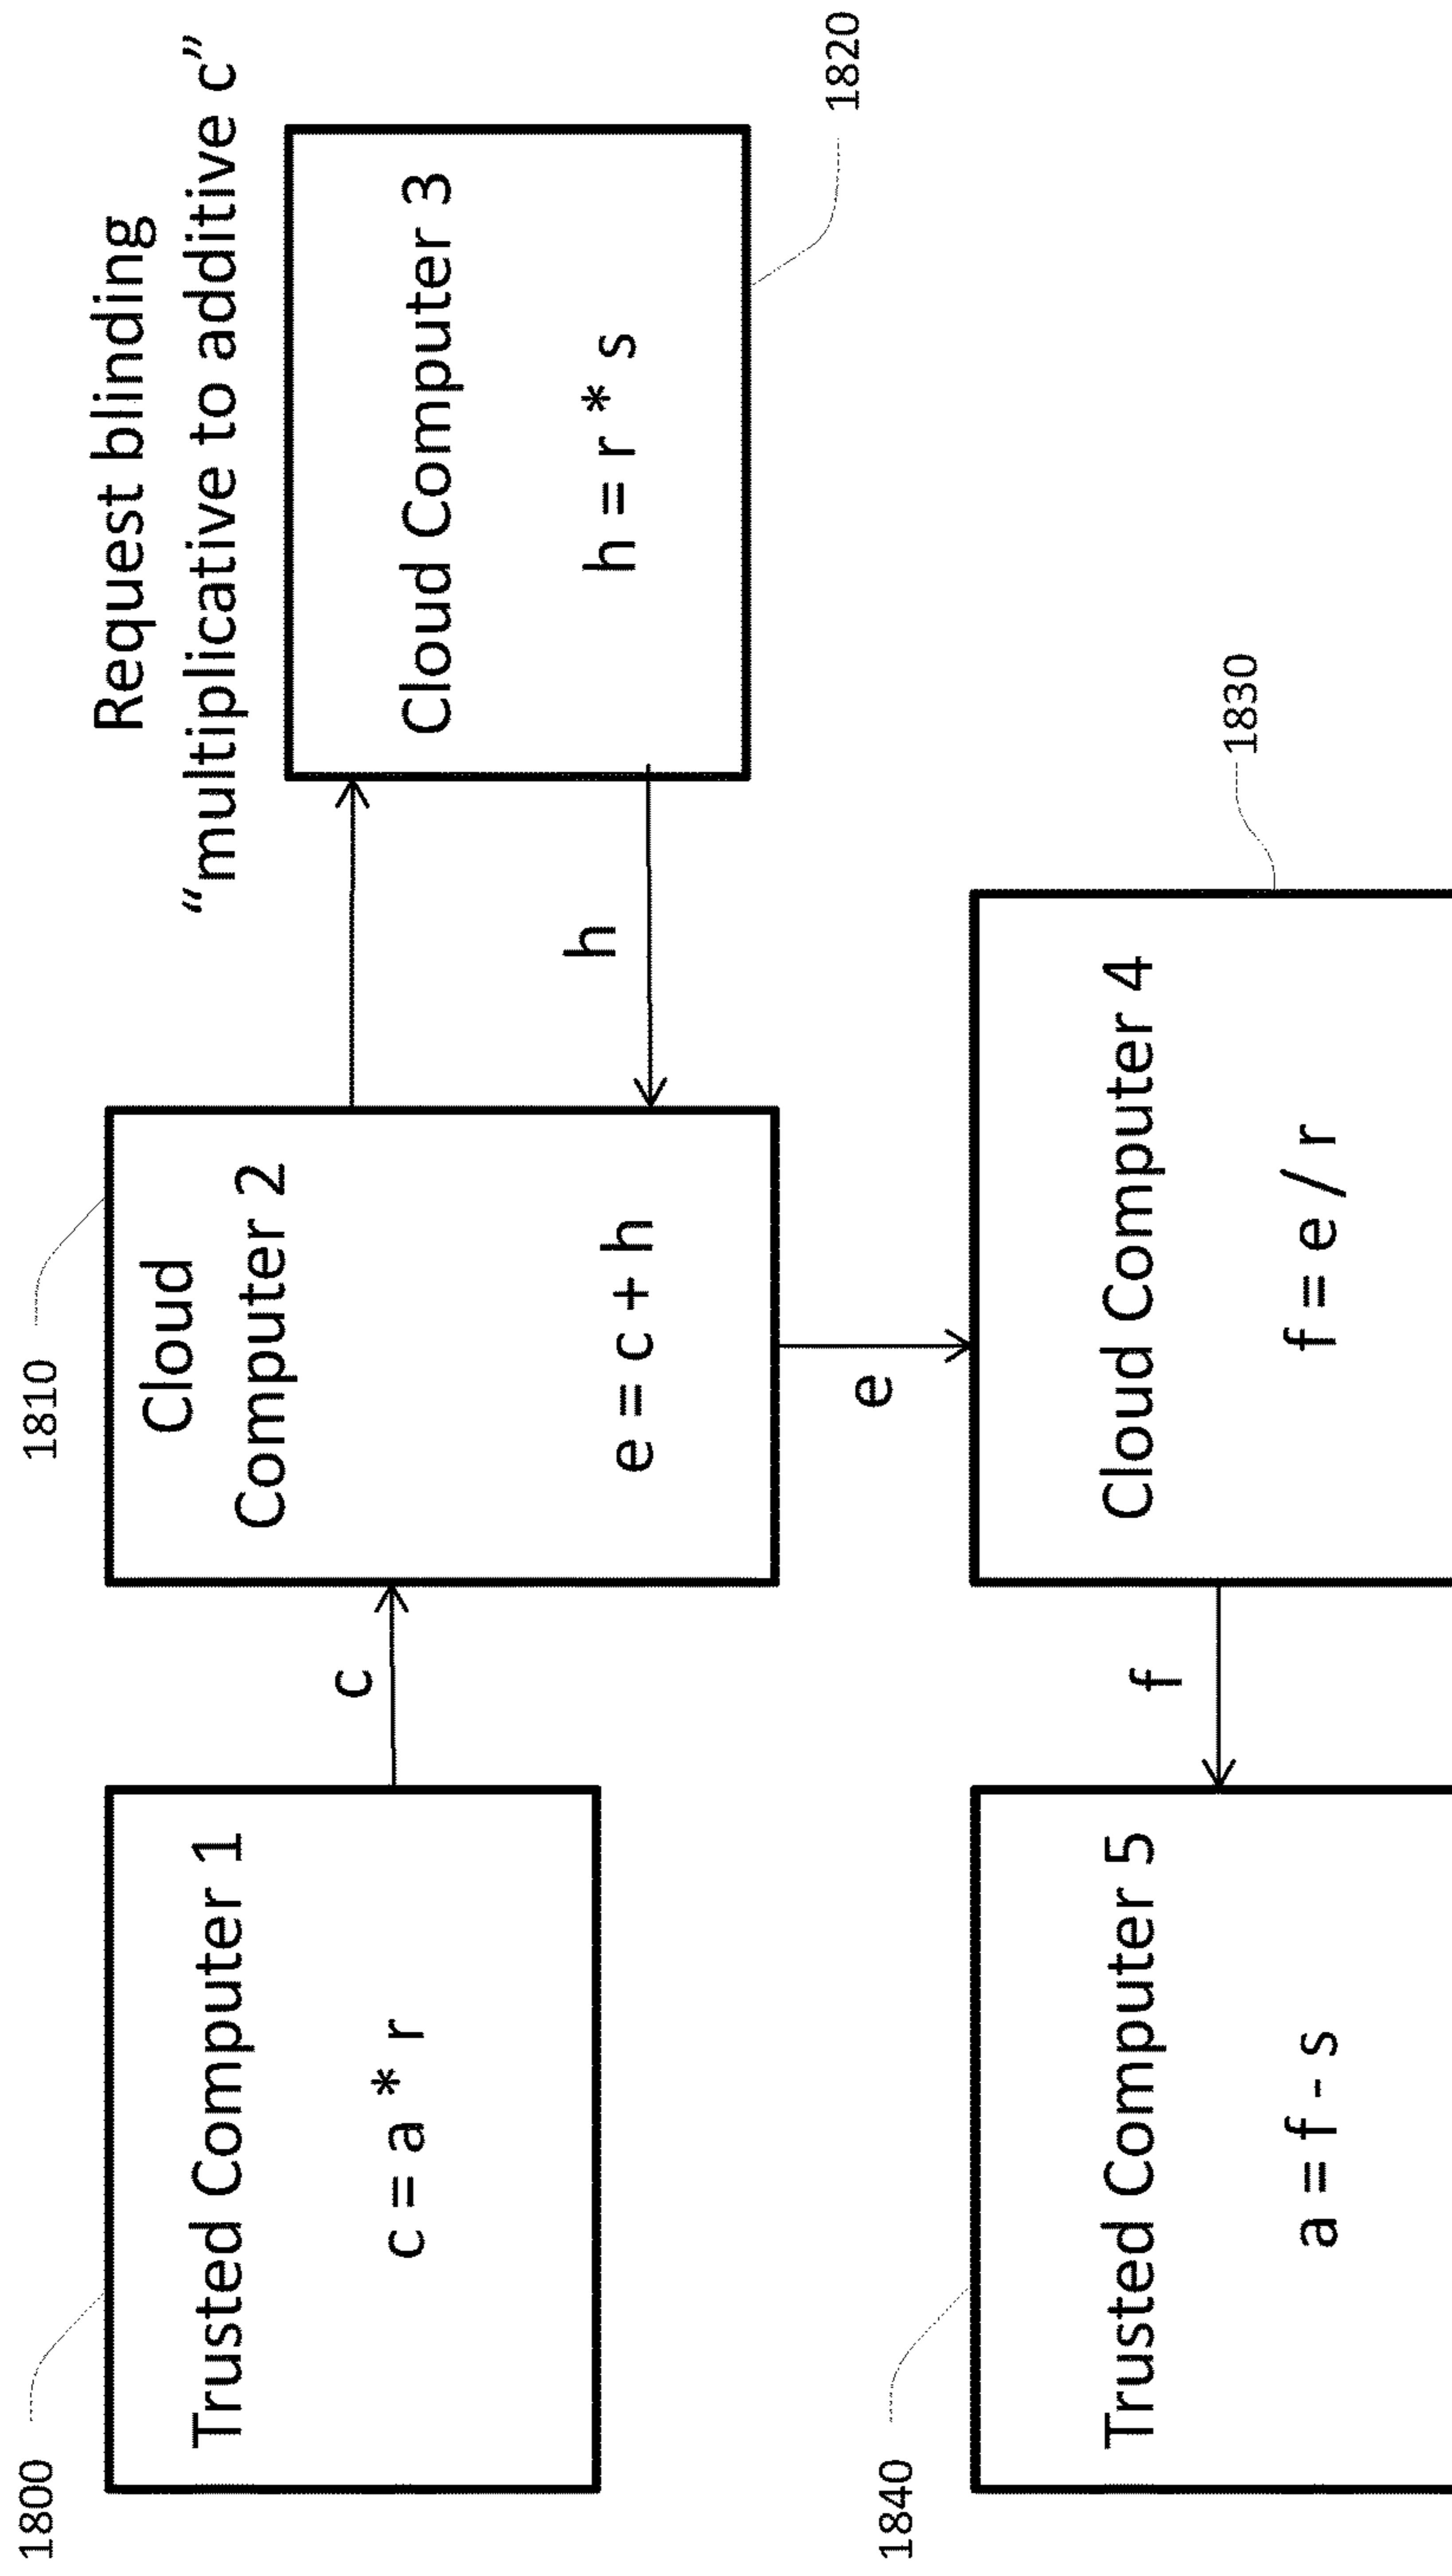 Request blinding
“multiplicative to additive c”
1800
Trusted Computer 1
c = a * r
c
1810
Cloud
Computer 2
e = c + h
h
Cloud Computer 3
h = r * s
1820
e
1840
Trusted Computer 5
a = f - s
f
Cloud Computer 4
f = e / r
1830